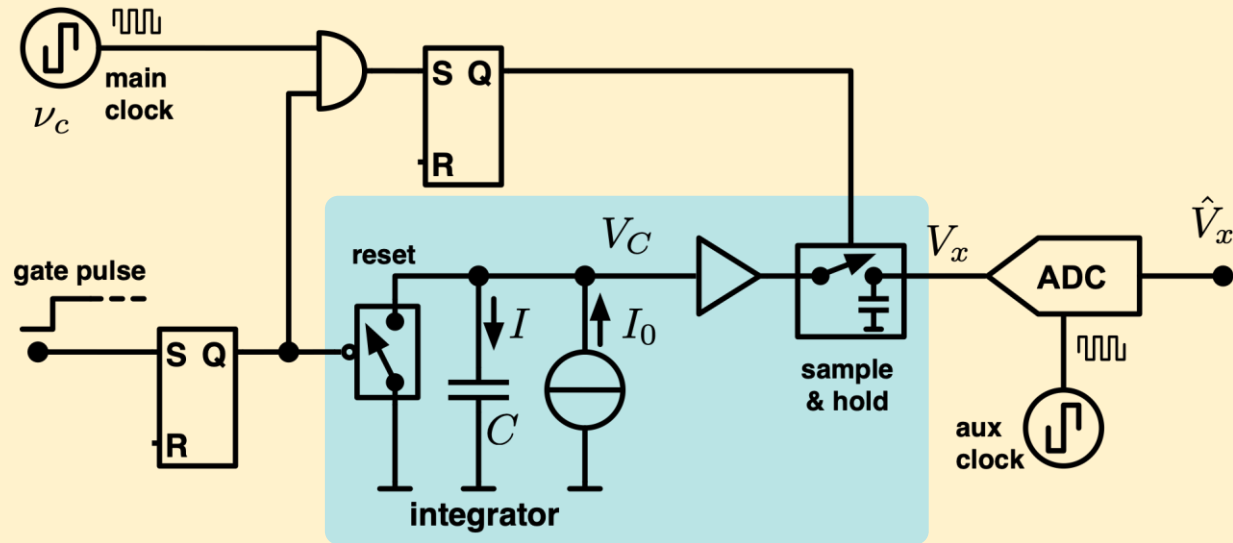 main
clock
ν_c
S Q
R
gate pulse
S Q
R
reset
V_C
I
I_0
C
integrator
sample
& hold
V_x
ADC
V̂_x
aux
clock